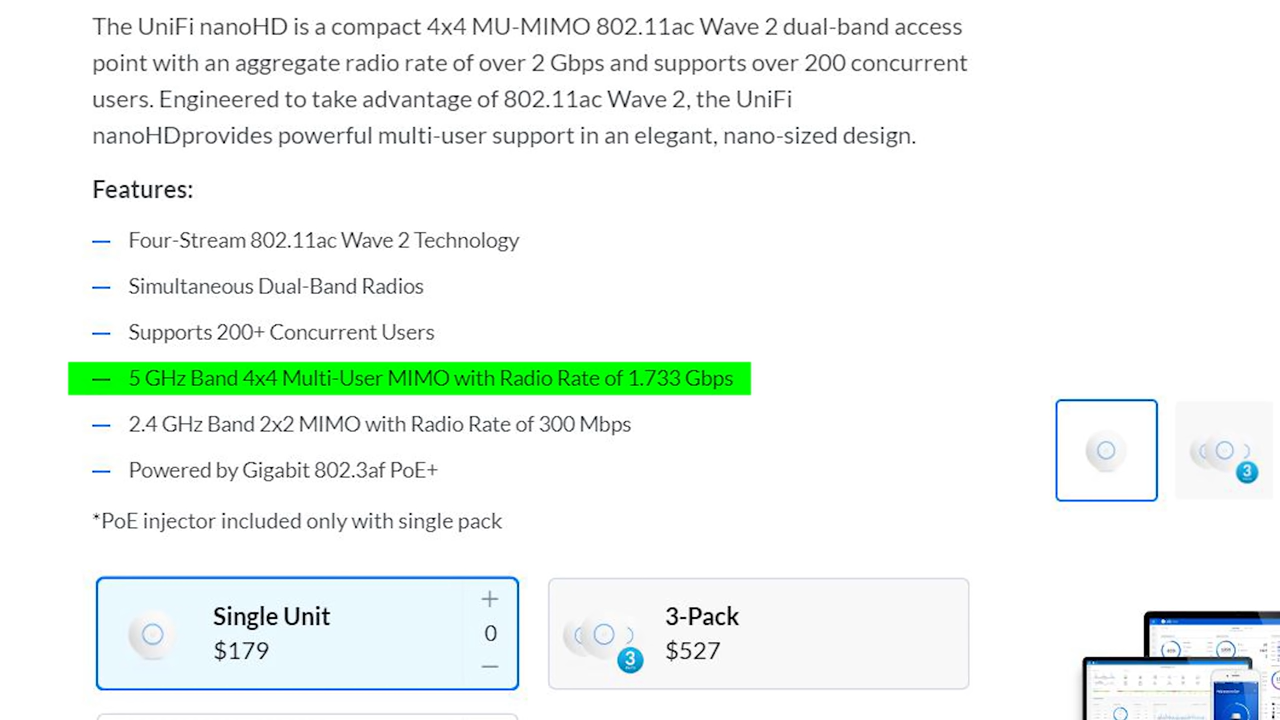 The UniFi nanoHD is a compact 4x4 MU-MIMO 802.11ac Wave 2 dual-band access
point with an aggregate radio rate of over 2 Gbps and supports over 200 concurrent
users. Engineered to take advantage of 802.11ac Wave 2, the UniFi
nanoHDprovides powerful multi-user support in an elegant, nano-sized design.
Features:
— Four-Stream 802.11ac Wave 2 Technology
— Simultaneous Dual-Band Radios
— Supports 200+ Concurrent Users
— 5 GHz Band 4x4 Multi-User MIMO with Radio Rate of 1.733 Gbps
— 2.4 GHz Band 2x2 MIMO with Radio Rate of 300 Mbps
— Powered by Gigabit 802.3af PoE+
*PoE injector included only with single pack
3
Single Unit
$179
+
0
—
3-Pack
$527
3